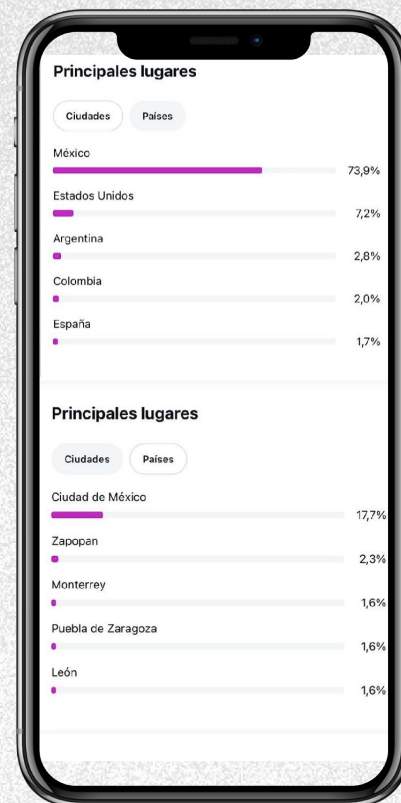 Principales lugares
Ciudades Países
México
73,9%
Estados Unidos
7,2%
Argentina
2,8%
Colombia
2,0%
España
1,7%
Principales lugares
Ciudades Países
Ciudad de México
17,7%
Zapopan
2,3%
Monterrey
1,6%
Puebla de Zaragoza
1,6%
León
1,6%